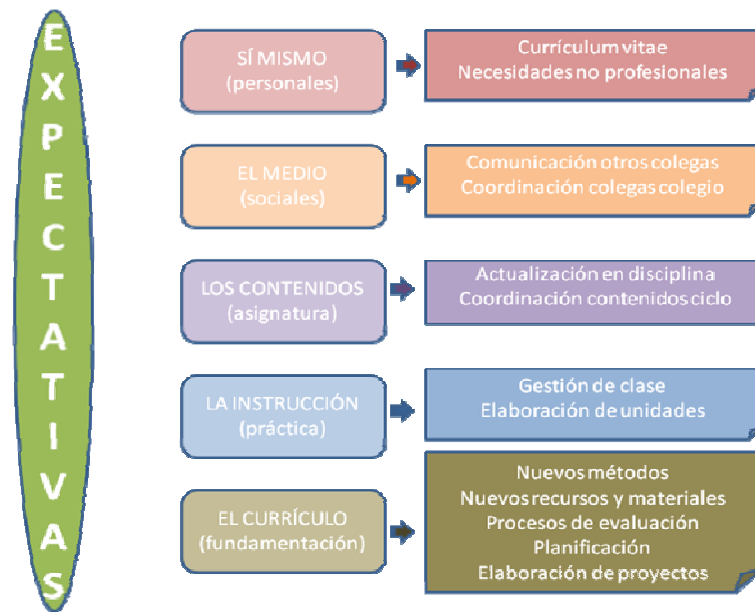 EXPECTATIVAS
SÍ MISMO
(personales)
Currículum vitae
Necesidades no profesionales
EL MEDIO
(sociales)
Comunicación otros colegas
Coordinación colegas colegio
LOS CONTENIDOS
(asignatura)
Actualización en disciplina
Coordinación contenidos ciclo
LA INSTRUCCIÓN
(práctica)
Gestión de clase
Elaboración de unidades
EL CURRÍCULO
(fundamentación)
Nuevos métodos
Nuevos recursos y materiales
Procesos de evaluación
Planificación
Elaboración de proyectos